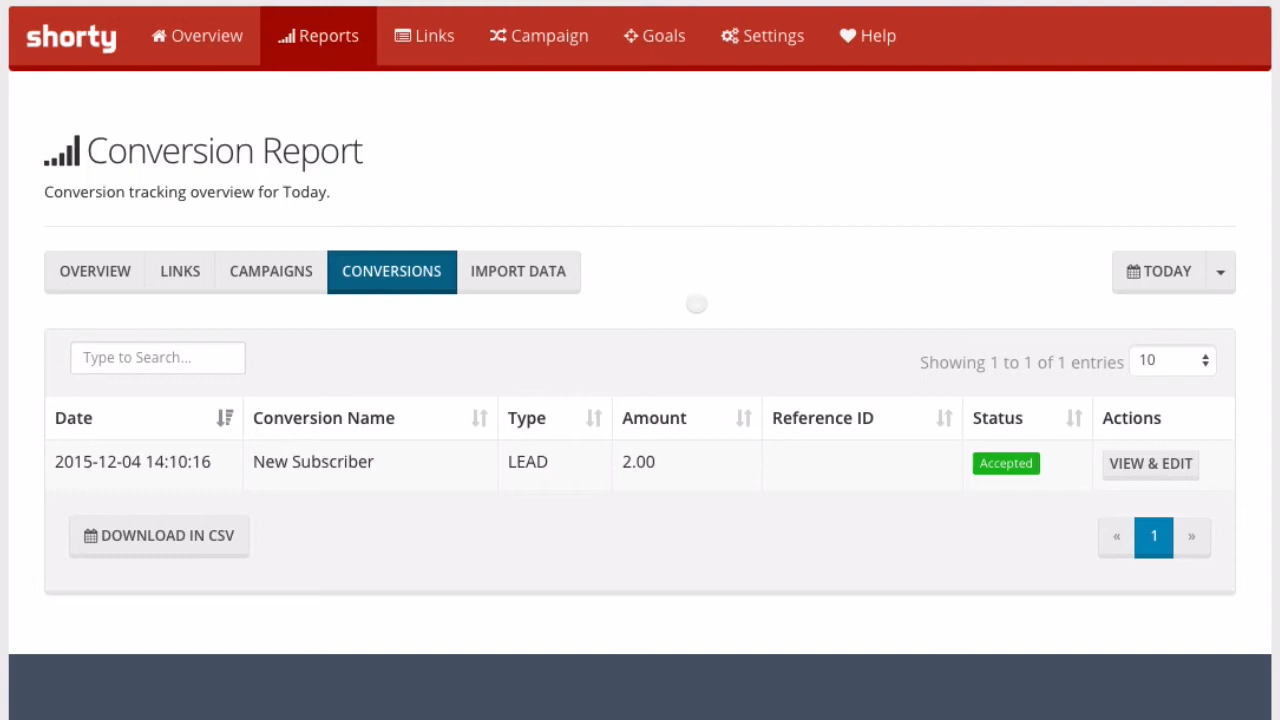 shorty Overview Reports Links Campaign Goals Settings Help
Conversion Report
Conversion tracking overview for Today.
OVERVIEW LINKS CAMPAIGNS CONVERSIONS IMPORT DATA TODAY
Type to Search... Showing 1 to 1 of 1 entries 10
Date Conversion Name Type Amount Reference ID Status Actions
2015-12-04 14:10:16 New Subscriber LEAD 2.00 Accepted VIEW & EDIT
DOWNLOAD IN CSV « 1 »